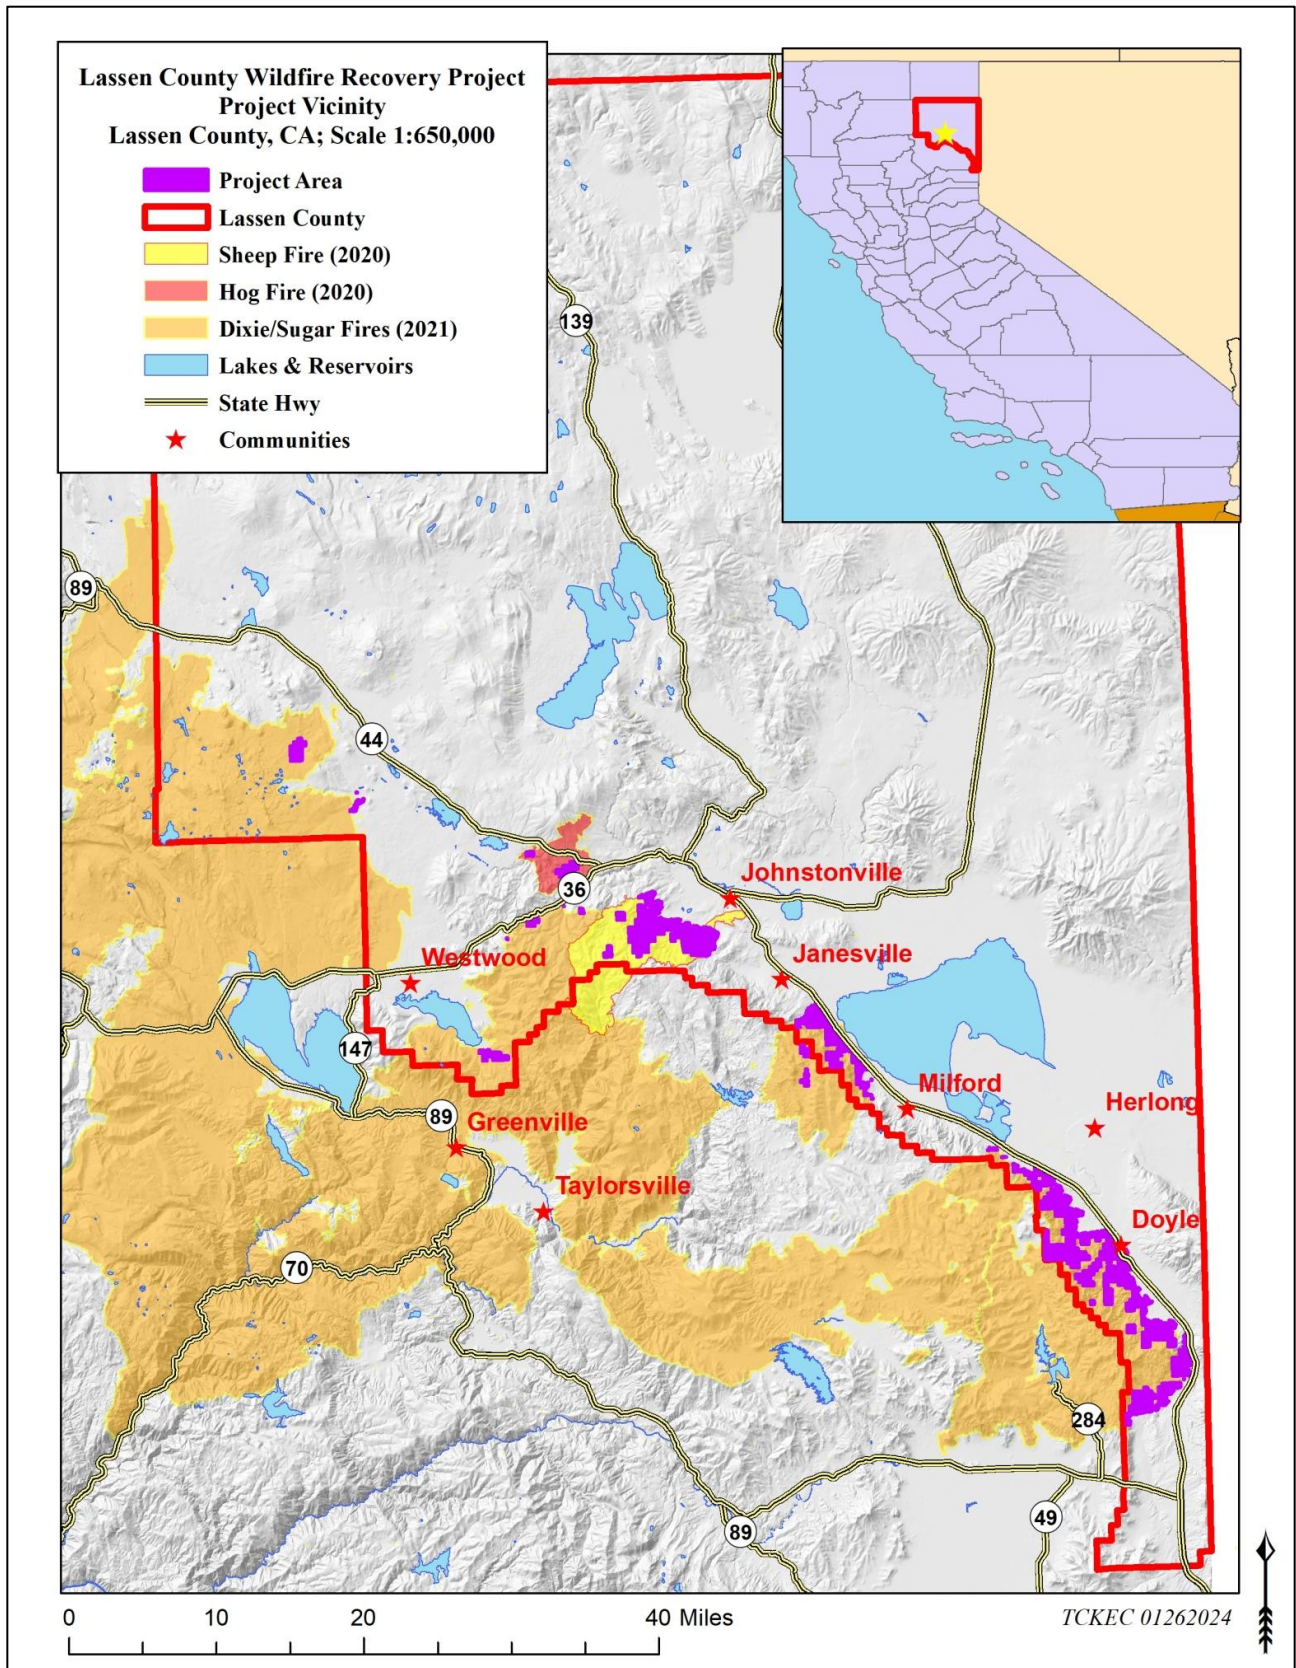 Lassen County Wildfire Recovery Project
Project Vicinity
Lassen County, CA; Scale 1:650,000
Project Area
Lassen County
Sheep Fire (2020)
Hog Fire (2020)
Dixie/Sugar Fires (2021)
Lakes & Reservoirs
State Hwy
Communities
139
89
44
36
Johnstonville
Westwood
Janesville
147
Milford
Herlong
89
Greenville
Taylorsville
Doyle
70
284
49
89
0 10 20 40 Miles
TCKEC 01262024